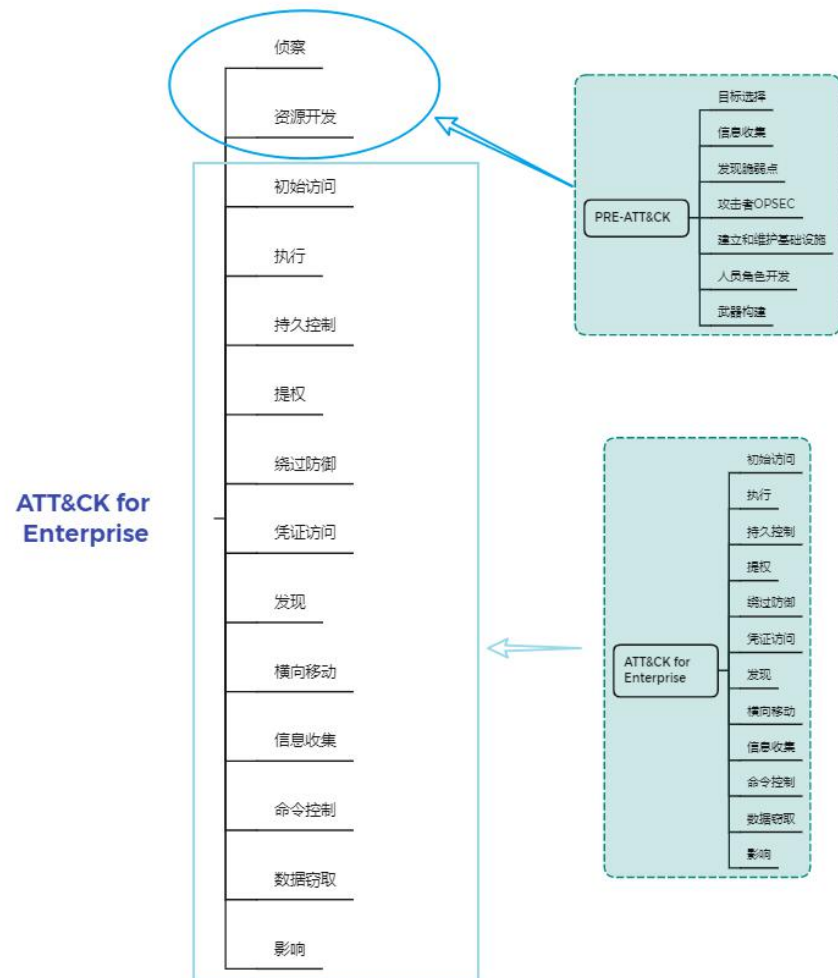 ATT&CK for
Enterprise
侦察
资源开发
初始访问
执行
持久控制
提权
绕过防御
凭证访问
发现
横向移动
信息收集
命令控制
数据窃取
影响
PRE-ATT&CK
目标选择
信息收集
发现脆弱点
攻击者OPSEC
建立和维护基础设施
人员角色开发
武器构建
ATT&CK for
Enterprise
初始访问
执行
持久控制
提权
绕过防御
凭证访问
发现
横向移动
信息收集
命令控制
数据窃取
影响